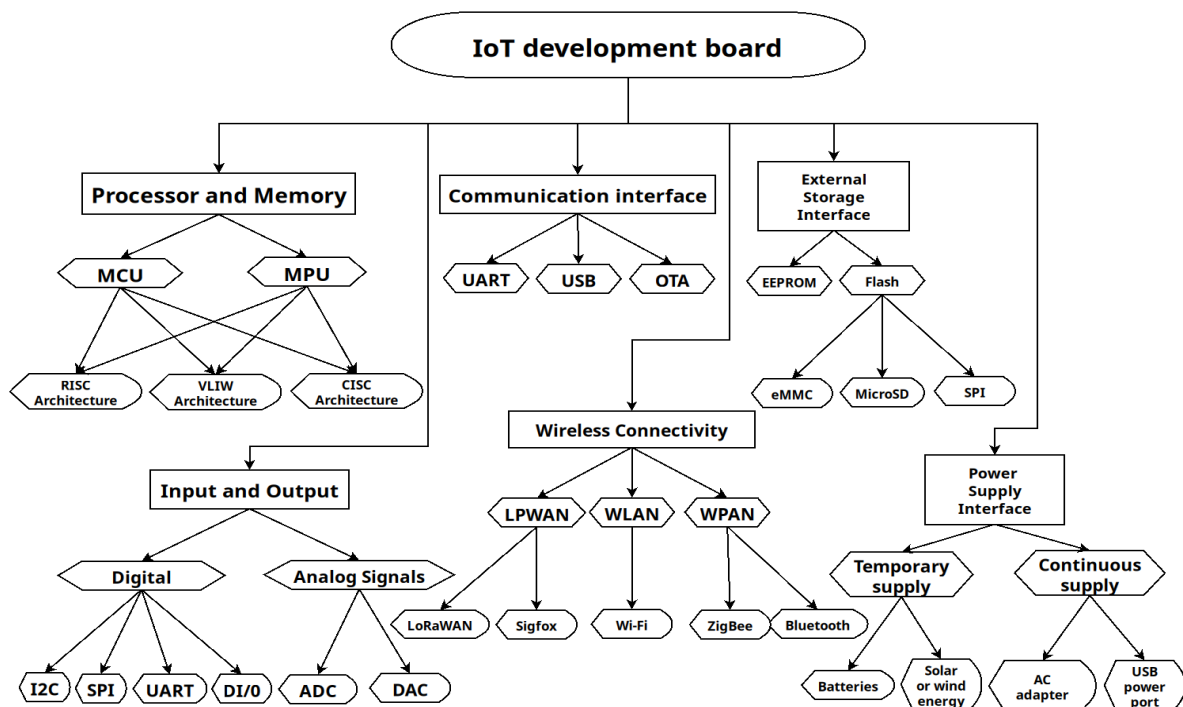 IoT development board
Processor and Memory
Communication interface
External
Storage
Interface
MCU
MPU
UART
USB
OTA
EEPROM
Flash
RISC
Architecture
VLIW
Architecture
CISC
Architecture
eMMC
MicroSD
SPI
Wireless Connectivity
Input and Output
Power
Supply
Interface
LPWAN
WLAN
WPAN
Digital
Analog Signals
Temporary
supply
Continuous
supply
LoRaWAN
Sigfox
Wi-Fi
ZigBee
Bluetooth
I2C
SPI
UART
DI/0
ADC
DAC
Batteries
Solar
or wind
energy
AC
adapter
USB
power
port